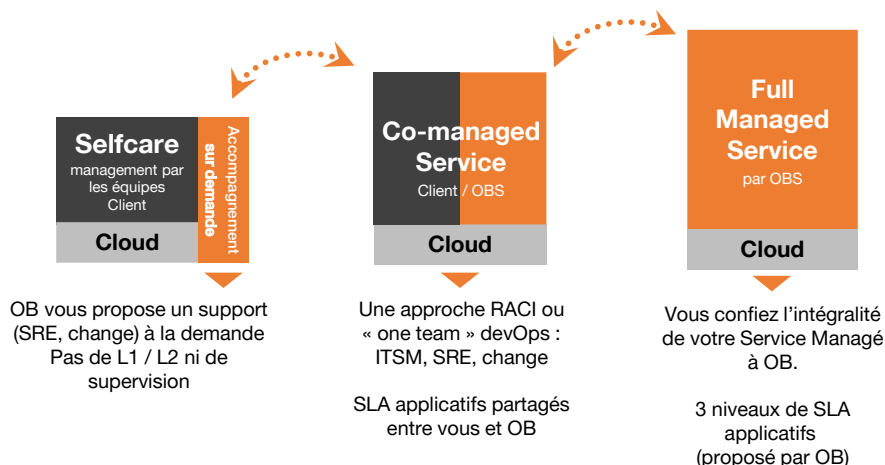 Selfcare
management par
les équipes
Client
Accompagnement
sur demande
Cloud
OB vous propose un support
(SRE, change) à la demande
Pas de L1 / L2 ni de
supervision
Co-managed
Service
Client / OBS
Cloud
Une approche RACI ou
« one team » devOps :
ITSM, SRE, change
SLA applicatifs partagés
entre vous et OB
Full
Managed
Service
par OBS
Cloud
Vous confiez l’intégralité
de votre Service Managé
à OB.
3 niveaux de SLA
applicatifs
(proposé par OB)